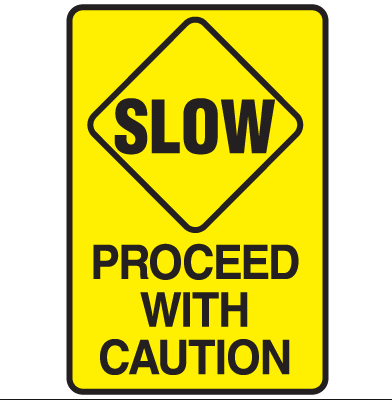 SLOW
PROCEED
WITH
CAUTION